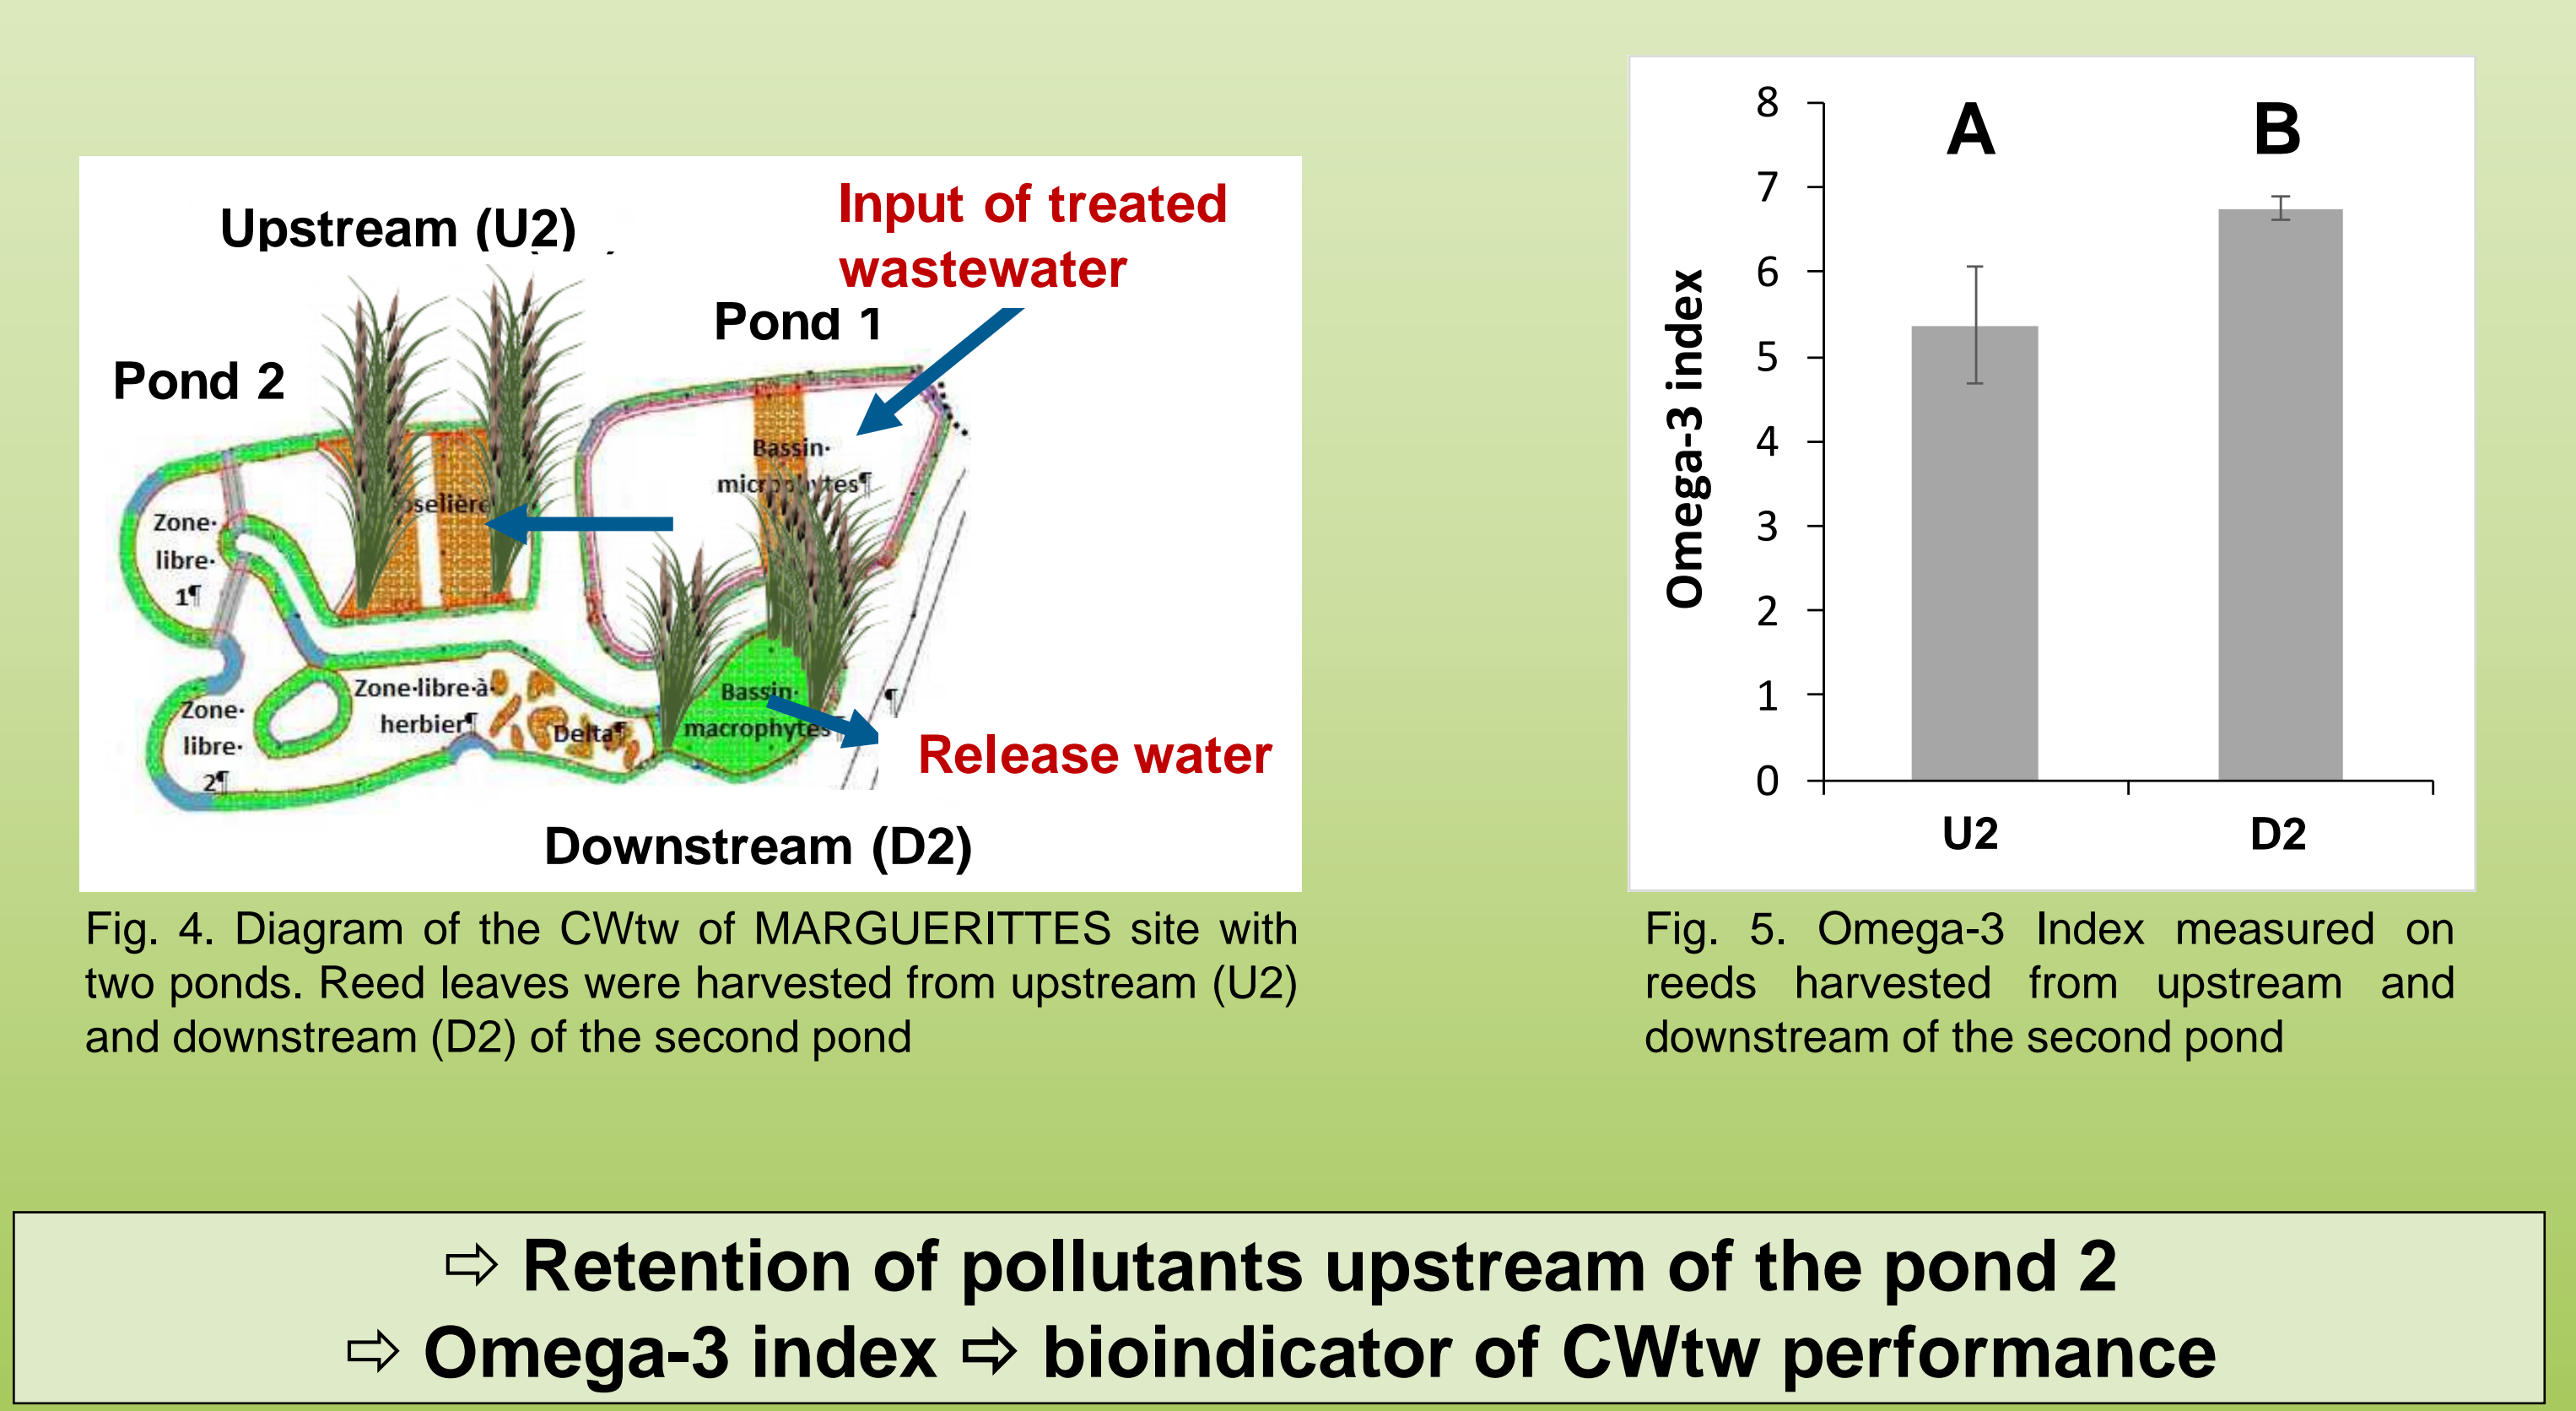 Upstream (U2)
Input of treated
wastewater
Pond 1
Pond 2
Bassin·
microphytes¶
oselière
Zone·
libre·
1¶
Zone·libre·à·
herbier¶
Delta¶
Bassin·
macrophytes¶
¶
Zone·
libre·
2¶
Release water
Downstream (D2)
Fig. 4. Diagram of the CWtw of MARGUERITTES site with
two ponds. Reed leaves were harvested from upstream (U2)
and downstream (D2) of the second pond
Omega-3 index
8
7
6
5
4
3
2
1
0
A
B
U2
D2
Fig. 5. Omega-3 Index measured on
reeds harvested from upstream and
downstream of the second pond
⇨ Retention of pollutants upstream of the pond 2
⇨ Omega-3 index ⇨ bioindicator of CWtw performance